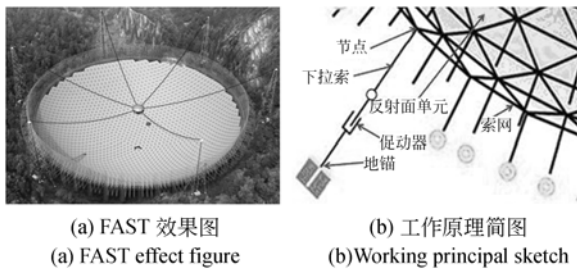 节点
下拉索
反射面单元
索网
促动器
地锚
(a) FAST 效果图
(b) 工作原理简图
(a) FAST effect figure
(b)Working principal sketch